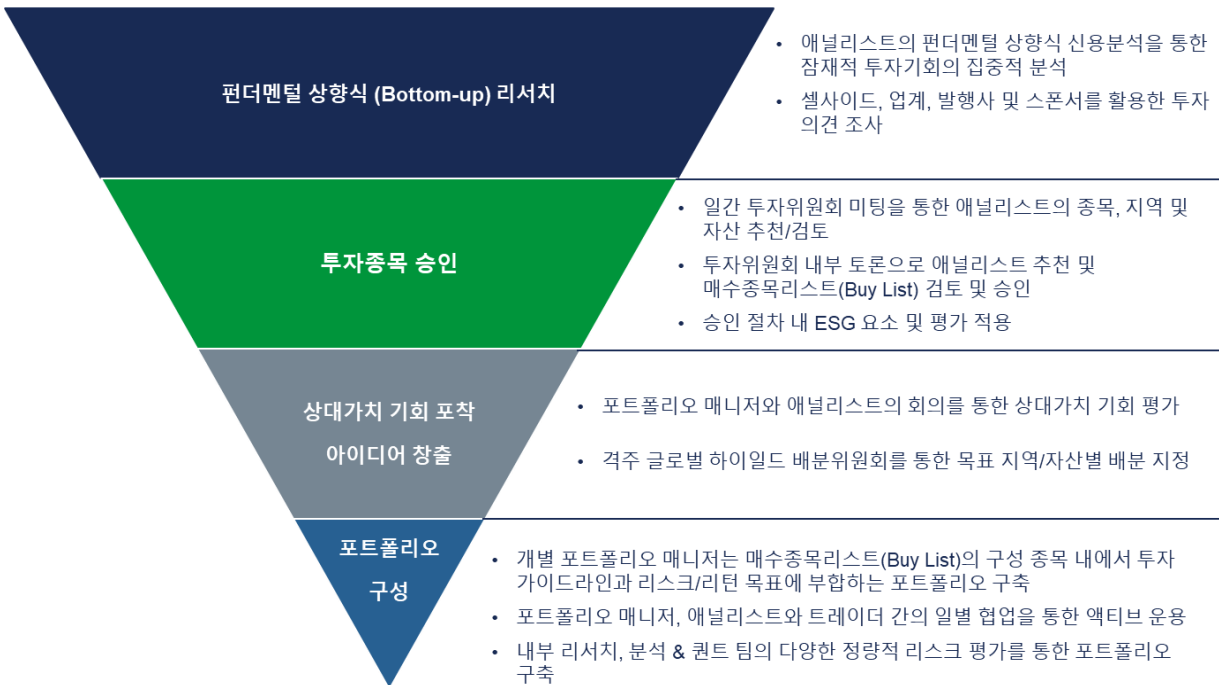 펀더멘털 상향식 (Bottom-up) 리서치
• 애널리스트의 펀더멘털 상향식 신용분석을 통한
잠재적 투자기회의 집중적 분석
• 셀사이드, 업계, 발행사 및 스폰서를 활용한 투자
의견 조사
투자종목 승인
• 일간 투자위원회 미팅을 통한 애널리스트의 종목, 지역 및
자산 추천/검토
• 투자위원회 내부 토론으로 애널리스트 추천 및
매수종목리스트(Buy List) 검토 및 승인
• 승인 절차 내 ESG 요소 및 평가 적용
상대가치 기회 포착
아이디어 창출
• 포트폴리오 매니저와 애널리스트의 회의를 통한 상대가치 기회 평가
• 격주 글로벌 하이일드 배분위원회를 통한 목표 지역/자산별 배분 지정
포트폴리오
구성
• 개별 포트폴리오 매니저는 매수종목리스트(Buy List)의 구성 종목 내에서 투자
가이드라인과 리스크/리턴 목표에 부합하는 포트폴리오 구축
• 포트폴리오 매니저, 애널리스트와 트레이더 간의 일별 협업을 통한 액티브 운용
• 내부 리서치, 분석 & 퀀트 팀의 다양한 정량적 리스크 평가를 통한 포트폴리오
구축